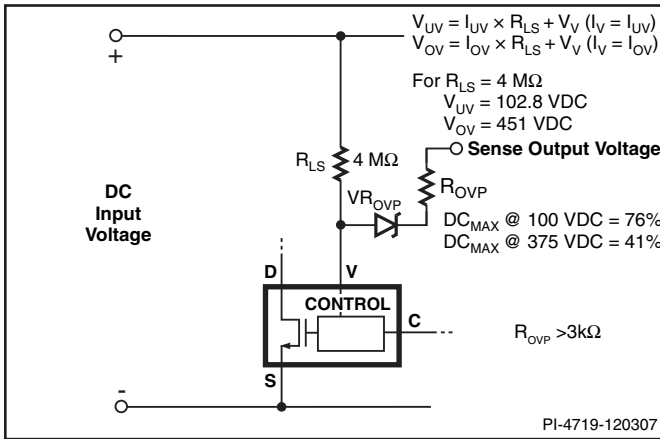 V_UV = I_UV × R_LS + V_V (I_V = I_UV)
V_OV = I_OV × R_LS + V_V (I_V = I_OV)
+
For R_LS = 4 MΩ
V_UV = 102.8 VDC
V_OV = 451 VDC
Sense Output Voltage
R_LS 4 MΩ
R_OVP
VR_OVP
DC
Input
Voltage
DC_MAX @ 100 VDC = 76%
DC_MAX @ 375 VDC = 41%
D V
CONTROL
C
R_OVP >3kΩ
S
-
PI-4719-120307